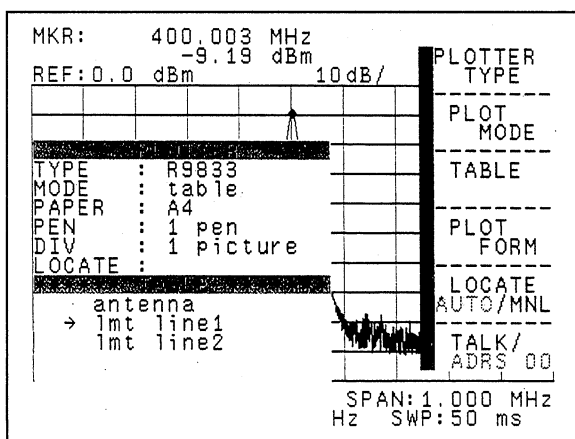 MKR: 400.003 MHz
-9.19 dBm
REF:0.0 dBm 10dB/
TYPE : R9833
MODE : table
PAPER : A4
PEN : 1 pen
DIV : 1 picture
LOCATE :
antenna
→ lmt line1
lmt line2
SPAN:1.000 MHz
Hz SWP:50 ms
PLOTTER
TYPE
PLOT
MODE
TABLE
PLOT
FORM
LOCATE
AUTO/MNL
TALK/
ADRS 00